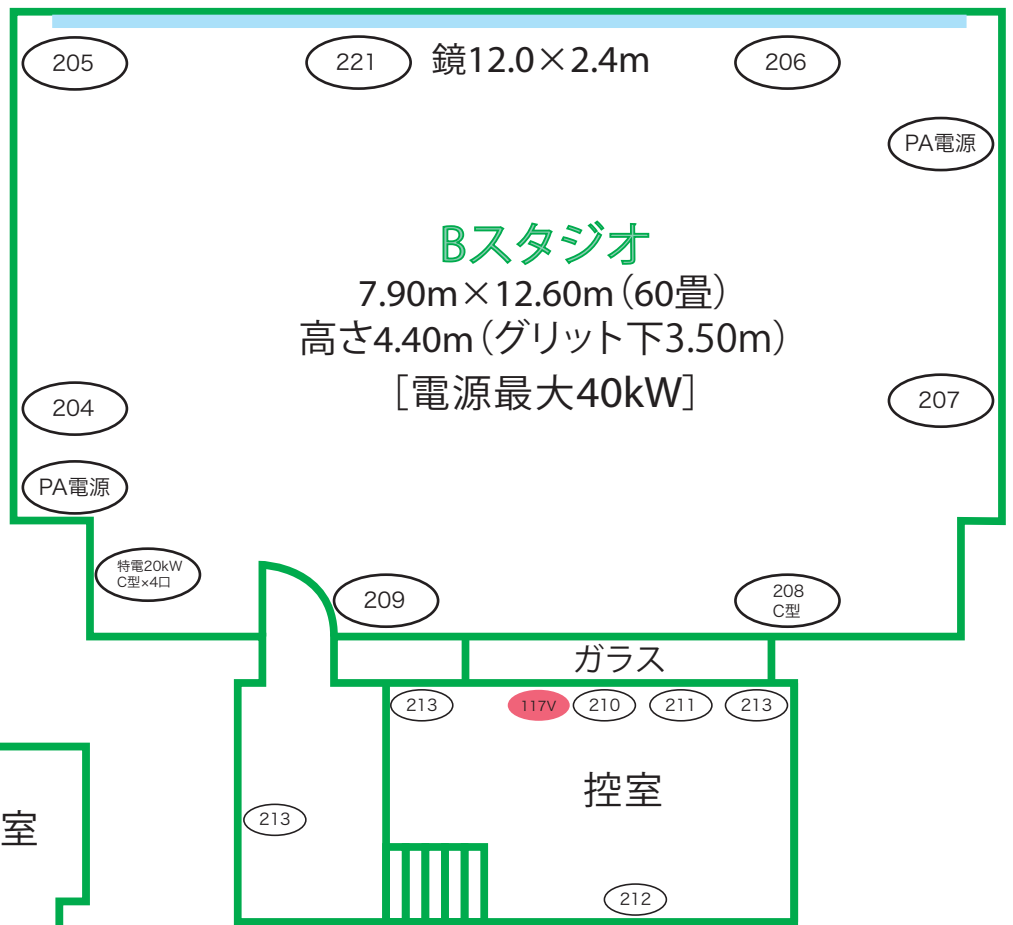 205
221
鏡12.0×2.4m
206
PA電源
Bスタジオ
7.90m×12.60m（60畳）
高さ4.40m（グリット下3.50m）
［電源最大40kW］
204
207
PA電源
特電20kW
C型×4口
209
208
C型
ガラス
213
117V
210
211
213
控室
213
室
212